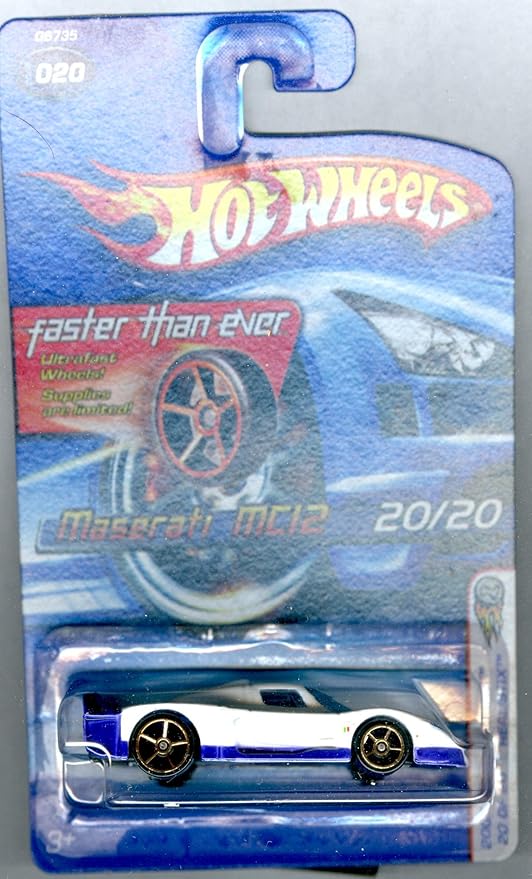 G6735
020
HOT WHEELS
faster than ever
Ultrafast
Wheels!
Supplies
are limited!
Maserati MC12
20/20
3+